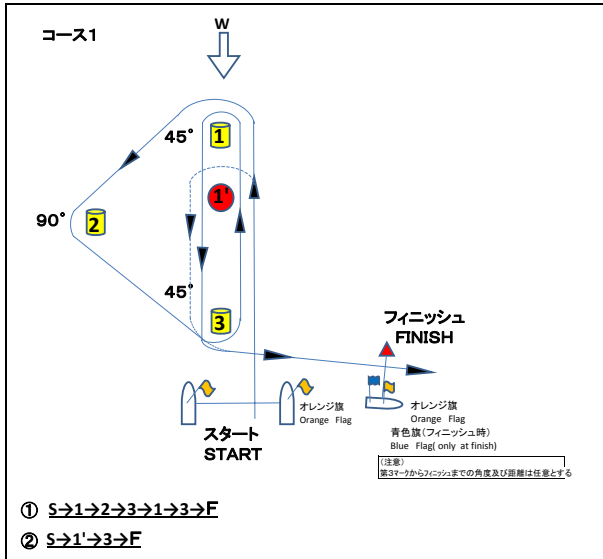 コース1
W
45°
1
1'
90°
2
45°
3
フィニッシュ
FINISH
オレンジ旗
Orange Flag
スタート
START
オレンジ旗
Orange Flag
青色旗(フィニッシュ時)
Blue Flag( only at finish)
(注意)
第3マークからフィニッシュまでの角度及び距離は任意とする
① S→1→2→3→1→3→F
② S→1'→3→F